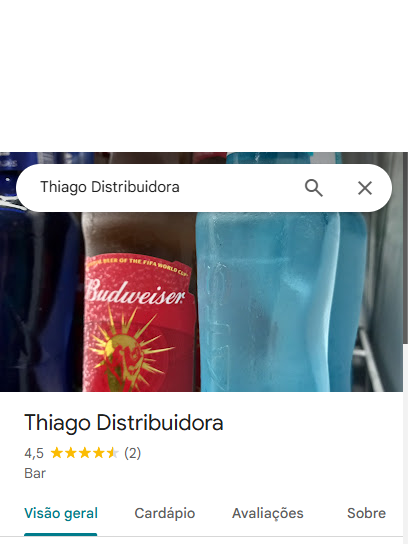 Thiago Distribuidora
BEER OF THE FIFA WORLD CUP
Budweiser
Thiago Distribuidora
4,5 (2)
Bar
Visão geral Cardápio Avaliações Sobre